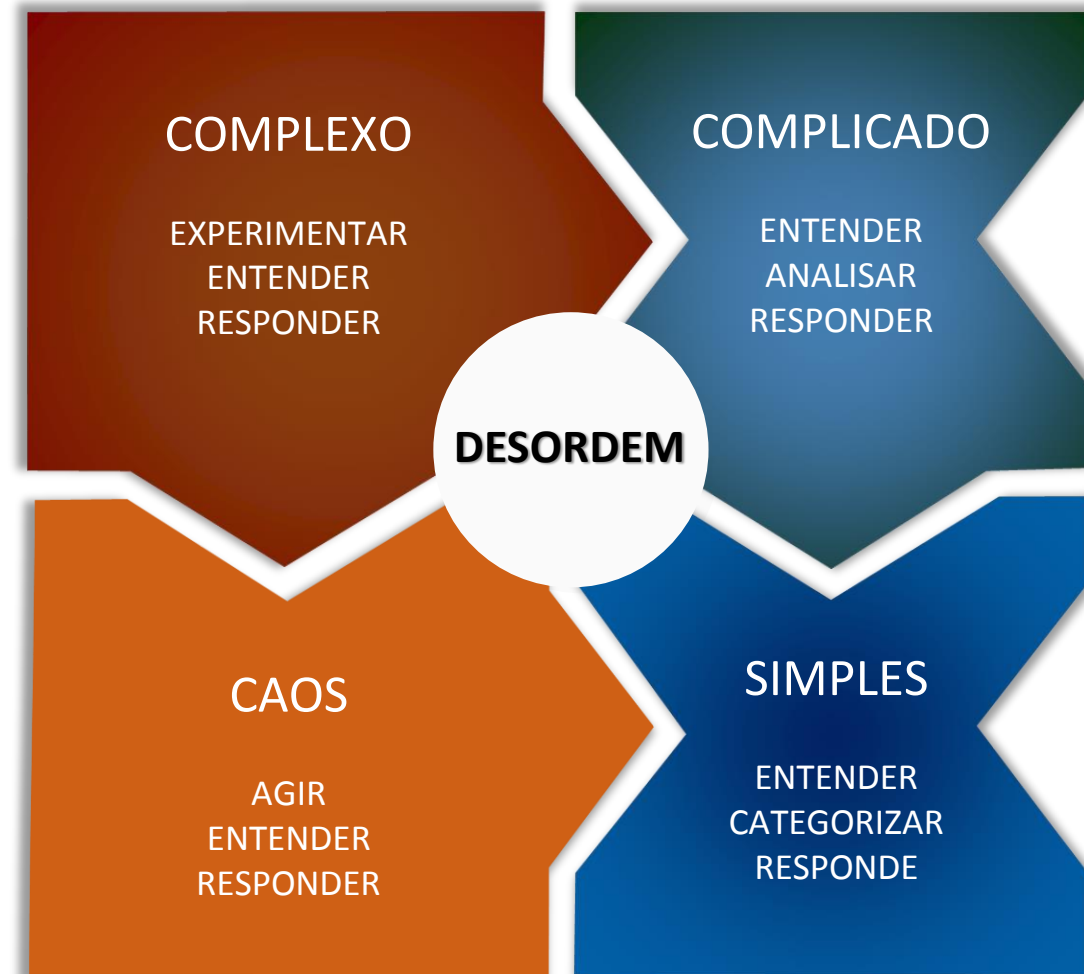 COMPLEXO
EXPERIMENTAR
ENTENDER
RESPONDER
COMPLICADO
ENTENDER
ANALISAR
RESPONDER
DESORDEM
CAOS
AGIR
ENTENDER
RESPONDER
SIMPLES
ENTENDER
CATEGORIZAR
RESPONDE